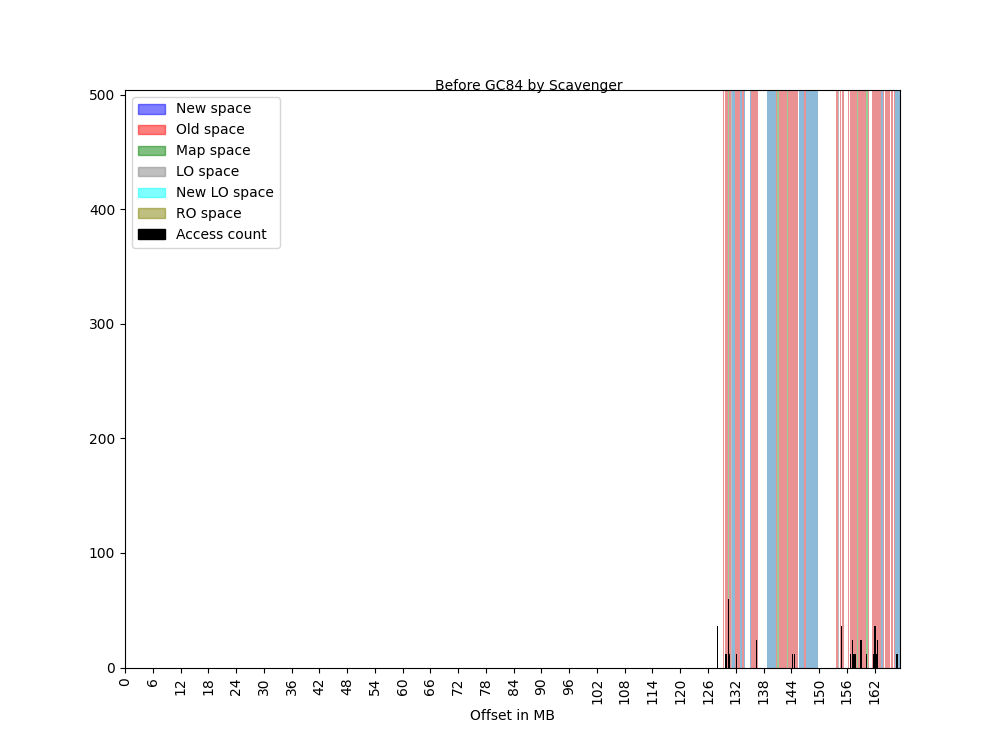 Before GC84 by Scavenger
500
400
300
200
100
0
New space
Old space
Map space
LO space
New LO space
RO space
Access count
0 6 12 18 24 30 36 42 48 54 60 66 72 78 84 90 96 102 108 114 120 126 132 138 144 150 156 162
Offset in MB